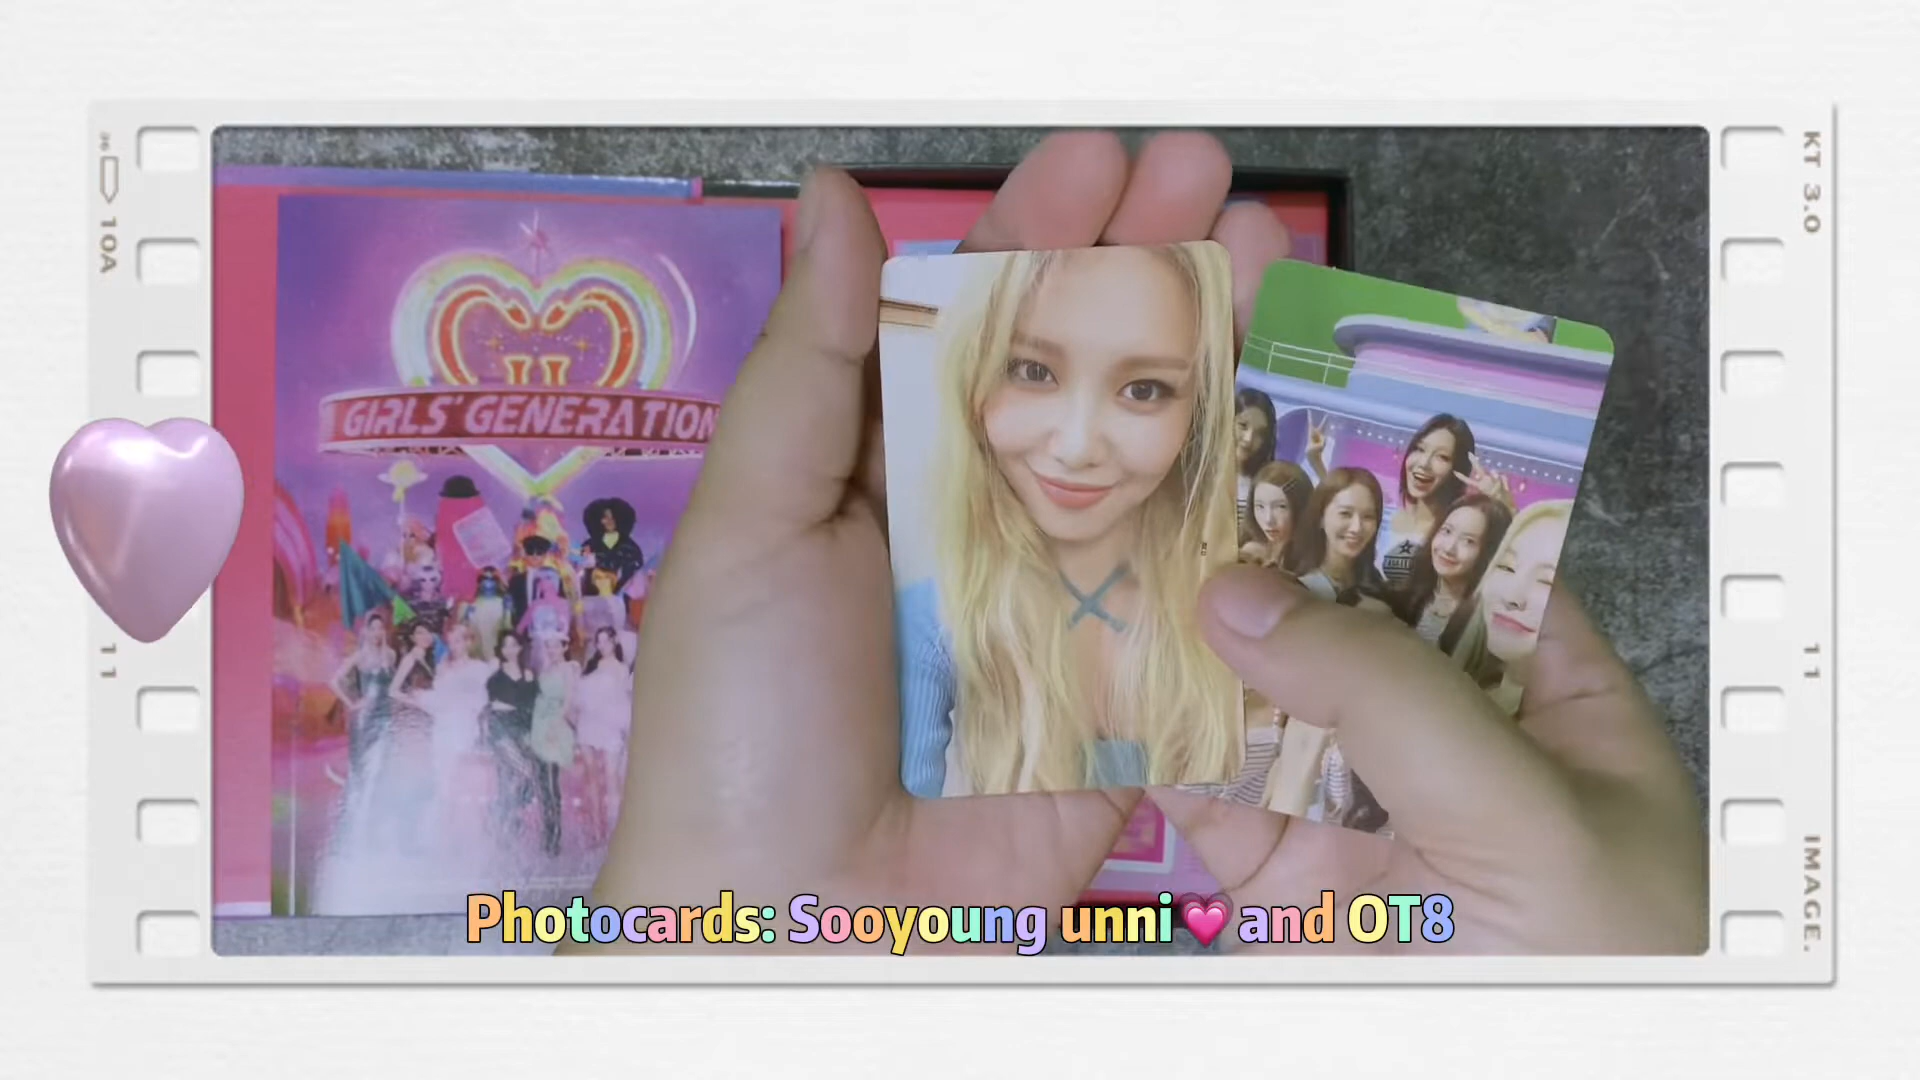 KT 3.0
10A
GIRLS' GENERATION
11
11
IMAGE.
Photocards: Sooyoung unni💗and OT8